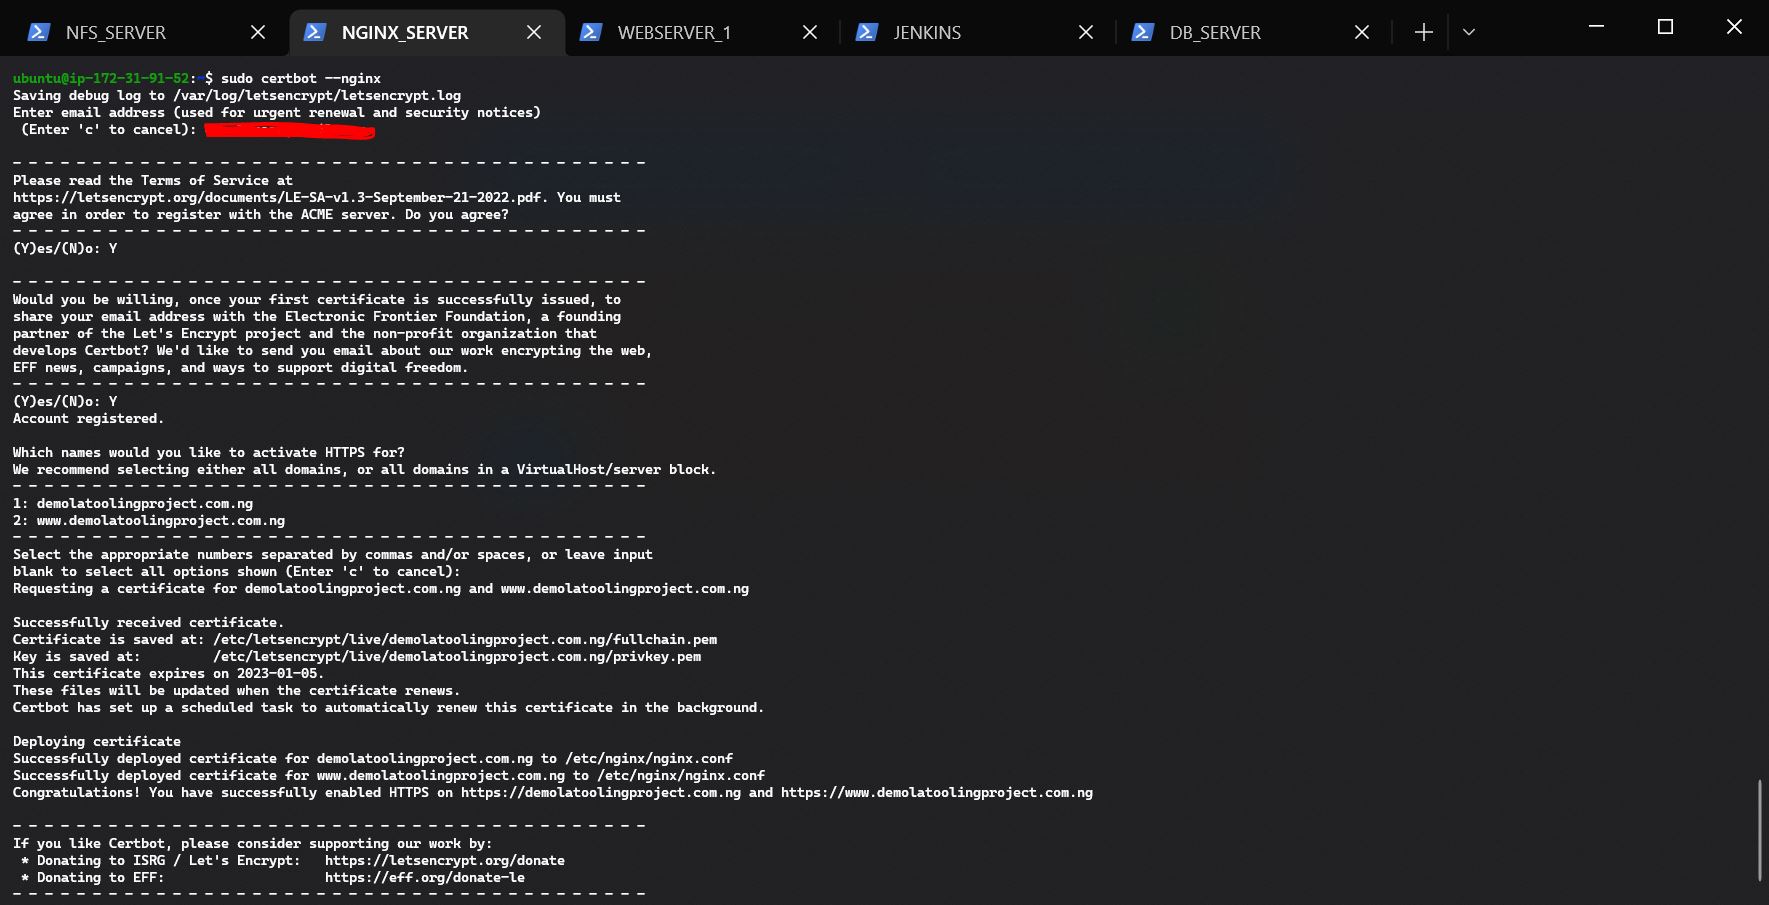 NFS_SERVER
NGINX_SERVER
WEBSERVER_1
JENKINS
DB_SERVER
ubuntu@ip-172-31-91-52:~$ sudo certbot --nginx
Saving debug log to /var/log/letsencrypt/letsencrypt.log
Enter email address (used for urgent renewal and security notices)
(Enter 'c' to cancel):
- - - - - - - - - - - - - - - - - - - - - - - - - - - - - - - - - - - - - - - -
Please read the Terms of Service at
https://letsencrypt.org/documents/LE-SA-v1.3-September-21-2022.pdf. You must
agree in order to register with the ACME server. Do you agree?
- - - - - - - - - - - - - - - - - - - - - - - - - - - - - - - - - - - - - - - -
(Y)es/(N)o: Y
- - - - - - - - - - - - - - - - - - - - - - - - - - - - - - - - - - - - - - - -
Would you be willing, once your first certificate is successfully issued, to
share your email address with the Electronic Frontier Foundation, a founding
partner of the Let's Encrypt project and the non-profit organization that
develops Certbot? We'd like to send you email about our work encrypting the web,
EFF news, campaigns, and ways to support digital freedom.
- - - - - - - - - - - - - - - - - - - - - - - - - - - - - - - - - - - - - - - -
(Y)es/(N)o: Y
Account registered.
Which names would you like to activate HTTPS for?
We recommend selecting either all domains, or all domains in a VirtualHost/server block.
- - - - - - - - - - - - - - - - - - - - - - - - - - - - - - - - - - - - - - - -
1: demolatoolingproject.com.ng
2: www.demolatoolingproject.com.ng
- - - - - - - - - - - - - - - - - - - - - - - - - - - - - - - - - - - - - - - -
Select the appropriate numbers separated by commas and/or spaces, or leave input
blank to select all options shown (Enter 'c' to cancel):
Requesting a certificate for demolatoolingproject.com.ng and www.demolatoolingproject.com.ng
Successfully received certificate.
Certificate is saved at: /etc/letsencrypt/live/demolatoolingproject.com.ng/fullchain.pem
Key is saved at:         /etc/letsencrypt/live/demolatoolingproject.com.ng/privkey.pem
This certificate expires on 2023-01-05.
These files will be updated when the certificate renews.
Certbot has set up a scheduled task to automatically renew this certificate in the background.
Deploying certificate
Successfully deployed certificate for demolatoolingproject.com.ng to /etc/nginx/nginx.conf
Successfully deployed certificate for www.demolatoolingproject.com.ng to /etc/nginx/nginx.conf
Congratulations! You have successfully enabled HTTPS on https://demolatoolingproject.com.ng and https://www.demolatoolingproject.com.ng
- - - - - - - - - - - - - - - - - - - - - - - - - - - - - - - - - - - - - - - -
If you like Certbot, please consider supporting our work by:
* Donating to ISRG / Let's Encrypt:   https://letsencrypt.org/donate
* Donating to EFF:                    https://eff.org/donate-le
- - - - - - - - - - - - - - - - - - - - - - - - - - - - - - - - - - - - - - - -